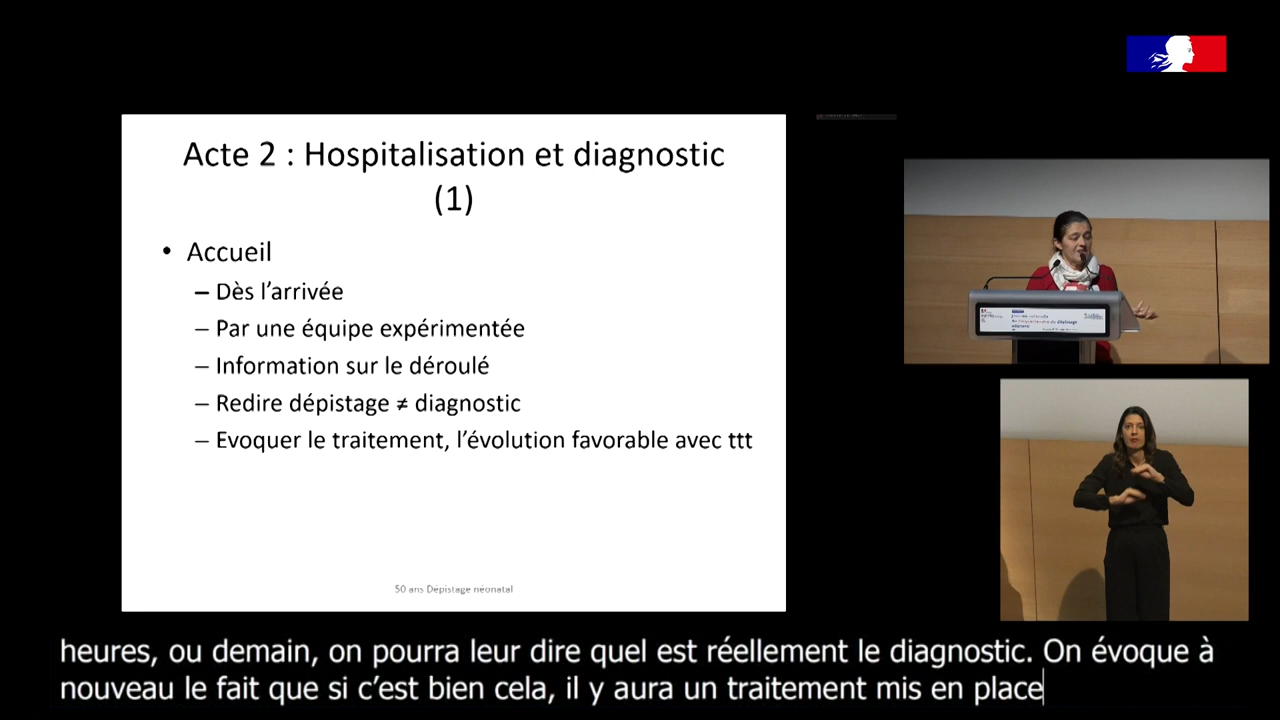 Acte 2 : Hospitalisation et diagnostic
(1)
• Accueil
– Dès l’arrivée
– Par une équipe expérimentée
– Information sur le déroulé
– Redire dépistage ≠ diagnostic
– Evoquer le traitement, l’évolution favorable avec ttt
50 ans Dépistage néonatal
heures, ou demain, on pourra leur dire quel est réellement le diagnostic. On évoque à
nouveau le fait que si c’est bien cela, il y aura un traitement mis en place